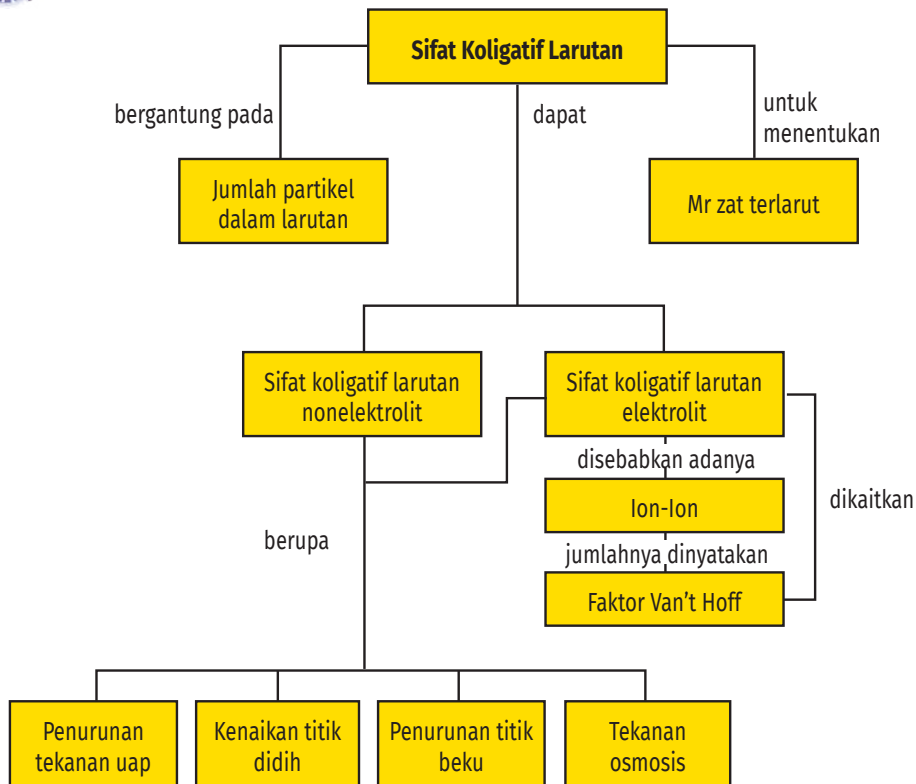 Sifat Koligatif Larutan
bergantung pada
dapat
untuk
menentukan
Jumlah partikel
dalam larutan
Mr zat terlarut
Sifat koligatif larutan
nonelektrolit
Sifat koligatif larutan
elektrolit
disebabkan adanya
Ion-Ion
dikaitkan
jumlahnya dinyatakan
Faktor Van’t Hoff
berupa
Penurunan
tekanan uap
Kenaikan titik
didih
Penurunan titik
beku
Tekanan
osmosis